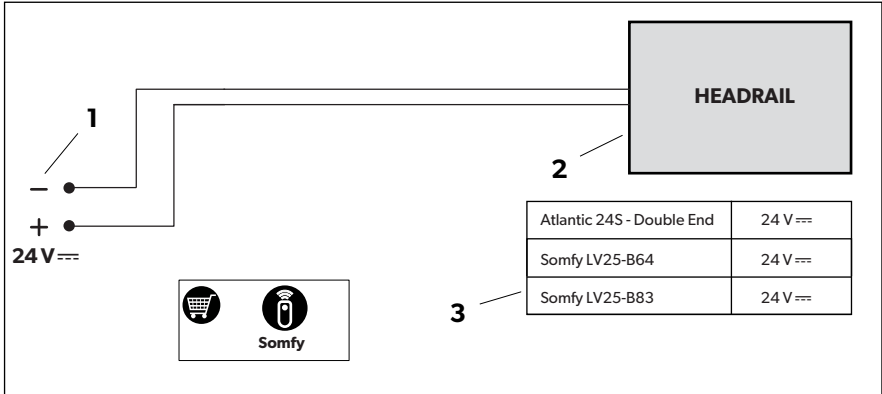 HEADRAIL
1
2
−
+
24 V ⎓
Atlantic 24S - Double End 24 V ⎓
Somfy LV25-B64 24 V ⎓
Somfy LV25-B83 24 V ⎓
3
Somfy